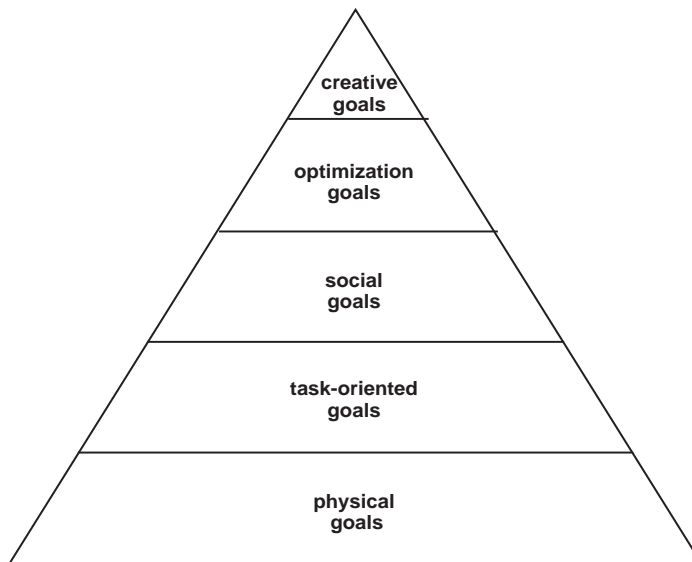 creative
goals
optimization
goals
social
goals
task-oriented
goals
physical
goals